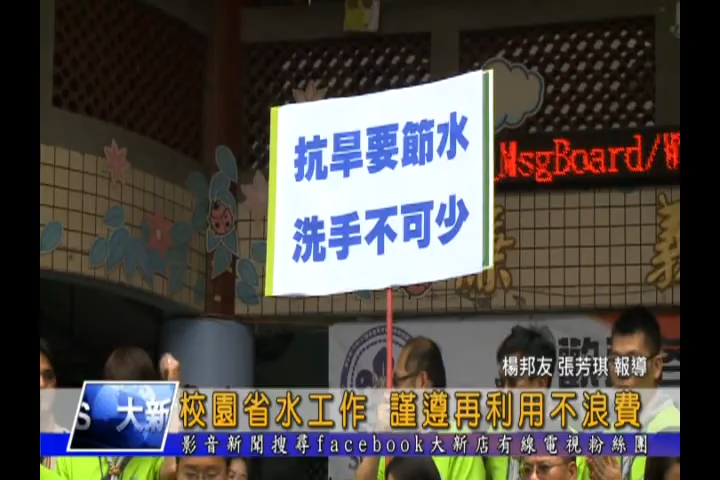 抗旱要節水
洗手不可少
MsgBoard/W
義
楊邦友 張芳琪 報導
S 大新
校園省水工作 謹遵再利用不浪費
影音新聞搜尋facebook大新店有線電視粉絲團